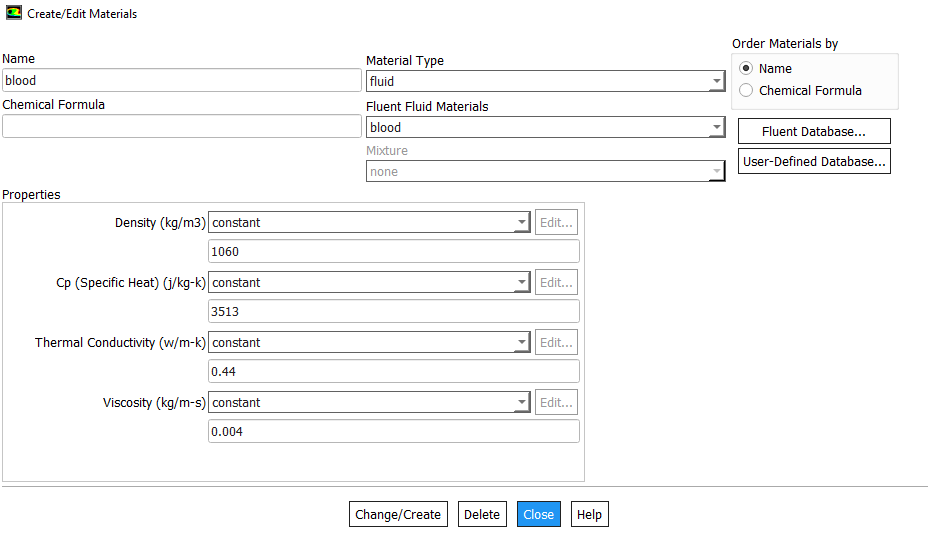 Create/Edit Materials
Name
blood
Chemical Formula
Material Type
fluid
Fluent Fluid Materials
blood
Mixture
none
Order Materials by
Name
Chemical Formula
Fluent Database...
User-Defined Database...
Properties
Density (kg/m3) constant Edit...
1060
Cp (Specific Heat) (j/kg-k) constant Edit...
3513
Thermal Conductivity (w/m-k) constant Edit...
0.44
Viscosity (kg/m-s) constant Edit...
0.004
Change/Create Delete Close Help